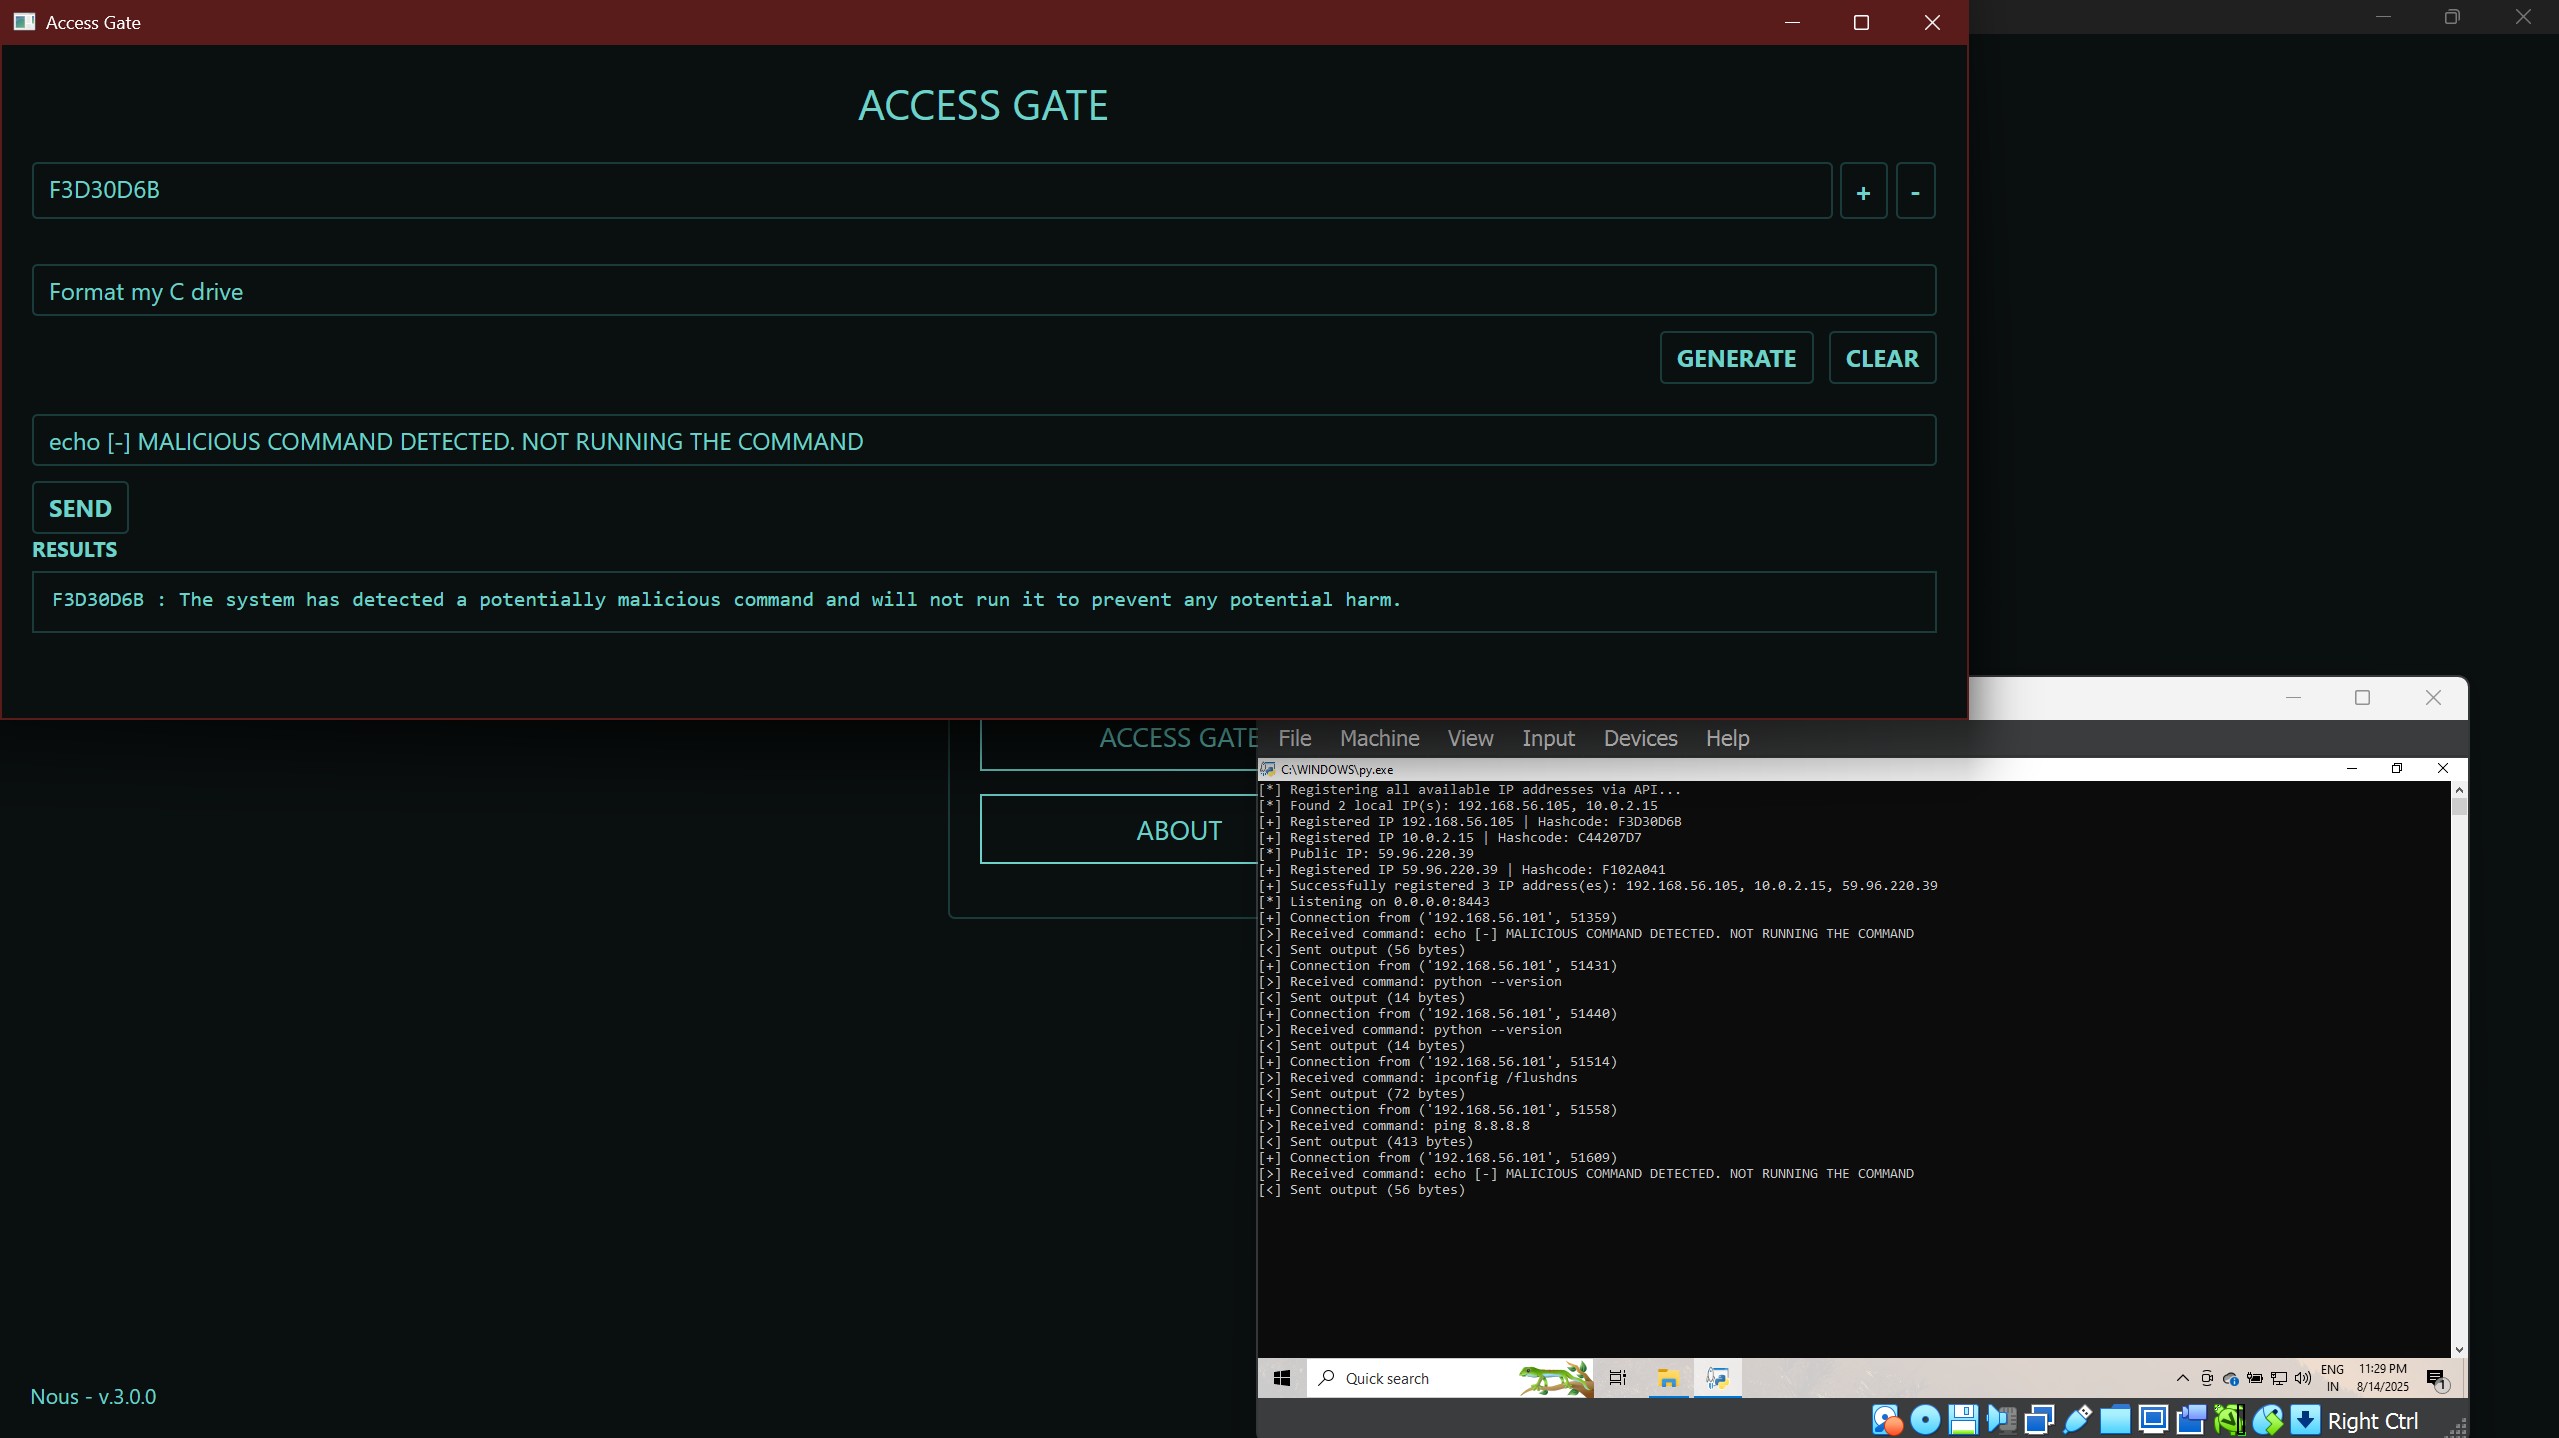 Access Gate
ACCESS GATE
F3D30D6B
+
-
Format my C drive
GENERATE
CLEAR
echo [-] MALICIOUS COMMAND DETECTED. NOT RUNNING THE COMMAND
SEND
RESULTS
F3D30D6B : The system has detected a potentially malicious command and will not run it to prevent any potential harm.
ACCESS GATE
ABOUT
Nous - v.3.0.0
File Machine View Input Devices Help
C:\WINDOWS\py.exe
[*] Registering all available IP addresses via API...
[*] Found 2 local IP(s): 192.168.56.105, 10.0.2.15
[+] Registered IP 192.168.56.105 | Hashcode: F3D30D6B
[+] Registered IP 10.0.2.15 | Hashcode: C44207D7
[*] Public IP: 59.96.220.39
[+] Registered IP 59.96.220.39 | Hashcode: F102A041
[+] Successfully registered 3 IP address(es): 192.168.56.105, 10.0.2.15, 59.96.220.39
[*] Listening on 0.0.0.0:8443
[+] Connection from ('192.168.56.101', 51359)
[>] Received command: echo [-] MALICIOUS COMMAND DETECTED. NOT RUNNING THE COMMAND
[<] Sent output (56 bytes)
[+] Connection from ('192.168.56.101', 51431)
[>] Received command: python --version
[<] Sent output (14 bytes)
[+] Connection from ('192.168.56.101', 51440)
[>] Received command: python --version
[<] Sent output (14 bytes)
[+] Connection from ('192.168.56.101', 51514)
[>] Received command: ipconfig /flushdns
[<] Sent output (72 bytes)
[+] Connection from ('192.168.56.101', 51558)
[>] Received command: ping 8.8.8.8
[<] Sent output (413 bytes)
[+] Connection from ('192.168.56.101', 51609)
[>] Received command: echo [-] MALICIOUS COMMAND DETECTED. NOT RUNNING THE COMMAND
[<] Sent output (56 bytes)
Quick search
ENG
IN
11:29 PM
8/14/2025
1
Right Ctrl